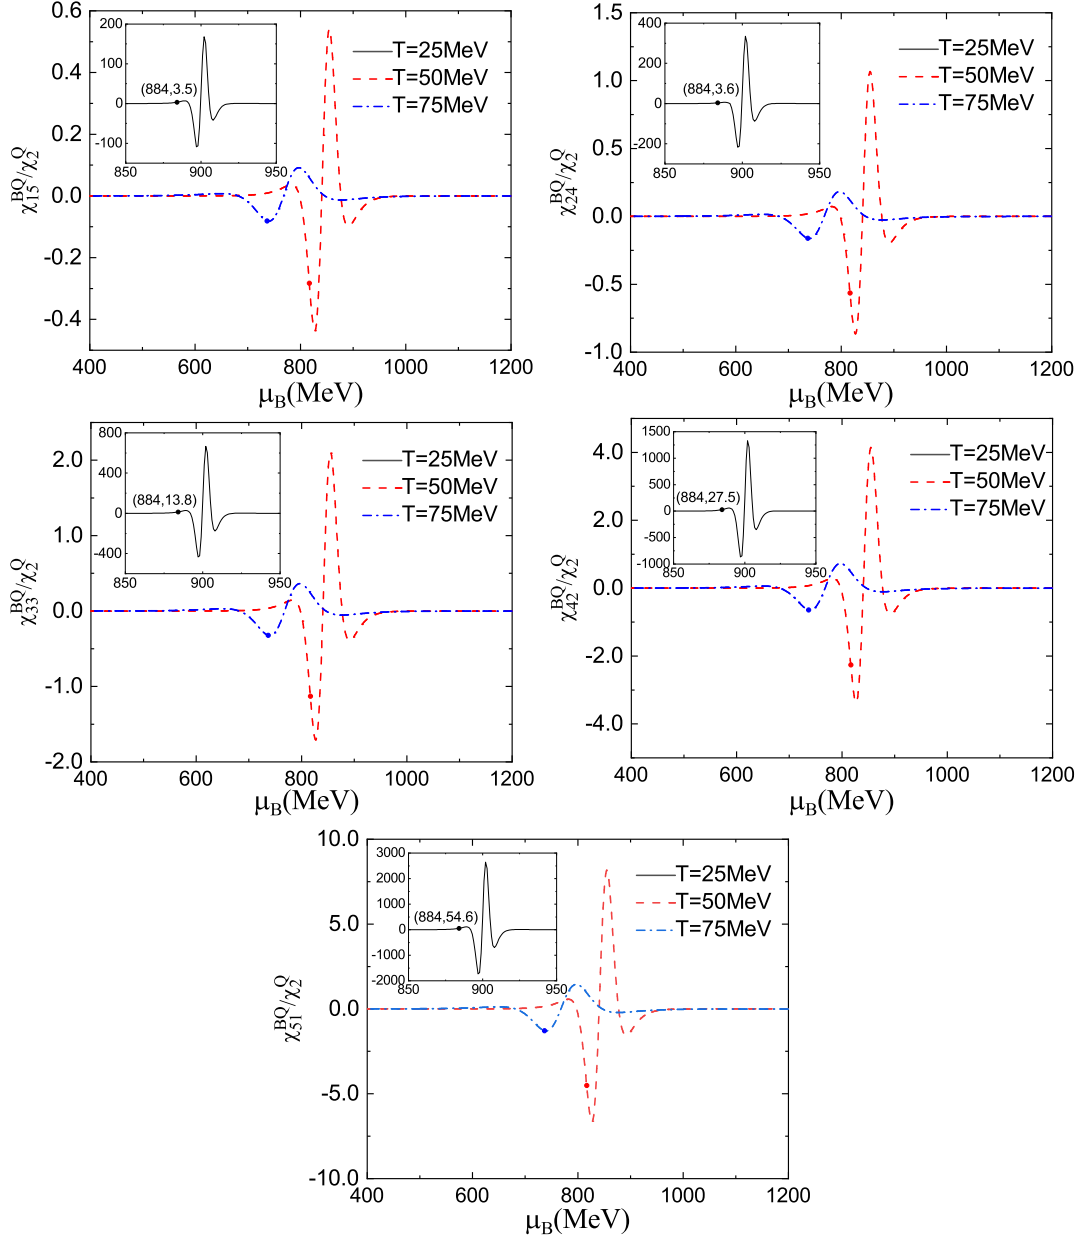 0.6
0.4
0.2
0.0
-0.2
-0.4
400 600 800 1000 1200
μB(MeV)
χ15BQ/χ2Q
T=25MeV
T=50MeV
T=75MeV
200
100
0
-100
850 900 950
(884,3.5)
1.5
1.0
0.5
0.0
-0.5
-1.0
400 600 800 1000 1200
μB(MeV)
χ24BQ/χ2Q
T=25MeV
T=50MeV
T=75MeV
400
200
0
-200
850 900 950
(884,3.6)
2.0
1.0
0.0
-1.0
-2.0
400 600 800 1000 1200
μB(MeV)
χ33BQ/χ2Q
T=25MeV
T=50MeV
T=75MeV
800
400
0
-400
850 900 950
(884,13.8)
4.0
2.0
0.0
-2.0
-4.0
400 600 800 1000 1200
μB(MeV)
χ42BQ/χ2Q
T=25MeV
T=50MeV
T=75MeV
1500
1000
500
0
-500
-1000
850 900 950
(884,27.5)
10.0
5.0
0.0
-5.0
-10.0
400 600 800 1000 1200
μB(MeV)
χ51BQ/χ2Q
T=25MeV
T=50MeV
T=75MeV
3000
2000
1000
0
-1000
-2000
850 900 950
(884,54.6)